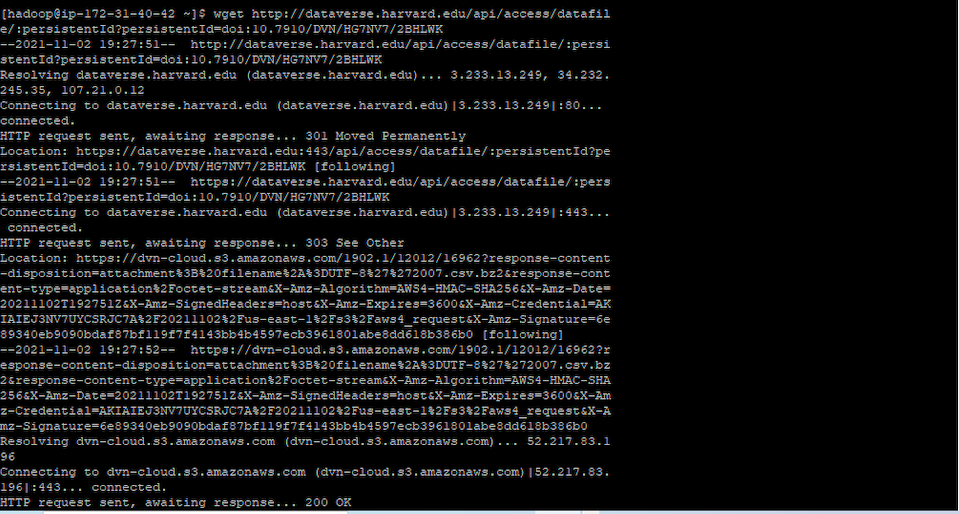 [hadoop@ip-172-31-40-42 ~]$ wget http://dataverse.harvard.edu/api/access/datafil
e/:persistentId?persistentId=doi:10.7910/DVN/HG7NV7/2BHLWK
--2021-11-02 19:27:51--  http://dataverse.harvard.edu/api/access/datafile/:persi
stentId?persistentId=doi:10.7910/DVN/HG7NV7/2BHLWK
Resolving dataverse.harvard.edu (dataverse.harvard.edu)... 3.233.13.249, 34.232.
245.35, 107.21.0.12
Connecting to dataverse.harvard.edu (dataverse.harvard.edu)|3.233.13.249|:80...
connected.
HTTP request sent, awaiting response... 301 Moved Permanently
Location: https://dataverse.harvard.edu:443/api/access/datafile/:persistentId?pe
rsistentId=doi:10.7910/DVN/HG7NV7/2BHLWK [following]
--2021-11-02 19:27:51--  https://dataverse.harvard.edu/api/access/datafile/:pers
istentId?persistentId=doi:10.7910/DVN/HG7NV7/2BHLWK
Connecting to dataverse.harvard.edu (dataverse.harvard.edu)|3.233.13.249|:443...
 connected.
HTTP request sent, awaiting response... 303 See Other
Location: https://dvn-cloud.s3.amazonaws.com/1902.1/12012/16962?response-content
-disposition=attachment%3B%20filename%2A%3DUTF-8%27%272007.csv.bz2&response-cont
ent-type=application%2Foctet-stream&X-Amz-Algorithm=AWS4-HMAC-SHA256&X-Amz-Date=
20211102T192751Z&X-Amz-SignedHeaders=host&X-Amz-Expires=3600&X-Amz-Credential=AK
IAIEJ3NV7UYCSRJC7A%2F20211102%2Fus-east-1%2Fs3%2Faws4_request&X-Amz-Signature=6e
89340eb9090bdaf87bf119f7f4143bb4b4597ecb3961801abe8dd618b386b0 [following]
--2021-11-02 19:27:52--  https://dvn-cloud.s3.amazonaws.com/1902.1/12012/16962?r
esponse-content-disposition=attachment%3B%20filename%2A%3DUTF-8%27%272007.csv.bz
2&response-content-type=application%2Foctet-stream&X-Amz-Algorithm=AWS4-HMAC-SHA
256&X-Amz-Date=20211102T192751Z&X-Amz-SignedHeaders=host&X-Amz-Expires=3600&X-Am
z-Credential=AKIAIEJ3NV7UYCSRJC7A%2F20211102%2Fus-east-1%2Fs3%2Faws4_request&X-A
mz-Signature=6e89340eb9090bdaf87bf119f7f4143bb4b4597ecb3961801abe8dd618b386b0
Resolving dvn-cloud.s3.amazonaws.com (dvn-cloud.s3.amazonaws.com)... 52.217.83.1
96
Connecting to dvn-cloud.s3.amazonaws.com (dvn-cloud.s3.amazonaws.com)|52.217.83.
196|:443... connected.
HTTP request sent, awaiting response... 200 OK